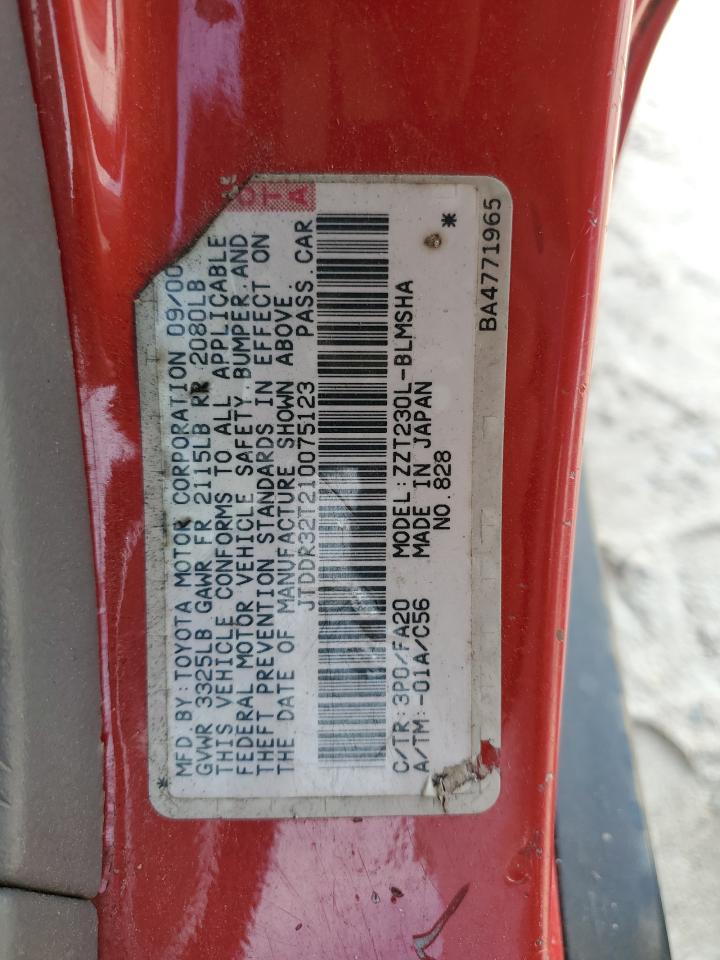 MFD.BY:TOYOTA MOTOR CORPORATION 09/00
GVWR 3325LB GAWR FR 2115LB RR 2080LB
THIS VEHICLE CONFORMS TO ALL APPLICABLE
FEDERAL MOTOR VEHICLE SAFETY BUMPER,AND
THEFT PREVENTION STANDARDS IN EFFECT ON
THE DATE OF MANUFACTURE SHOWN ABOVE.
JTDDR32T210075123 PASS.CAR
C/TR:3P0/FA20 MODEL:ZZT230L-BLMSHA
A/TM:-01A/C56 MADE IN JAPAN
NO.828
BA4771965